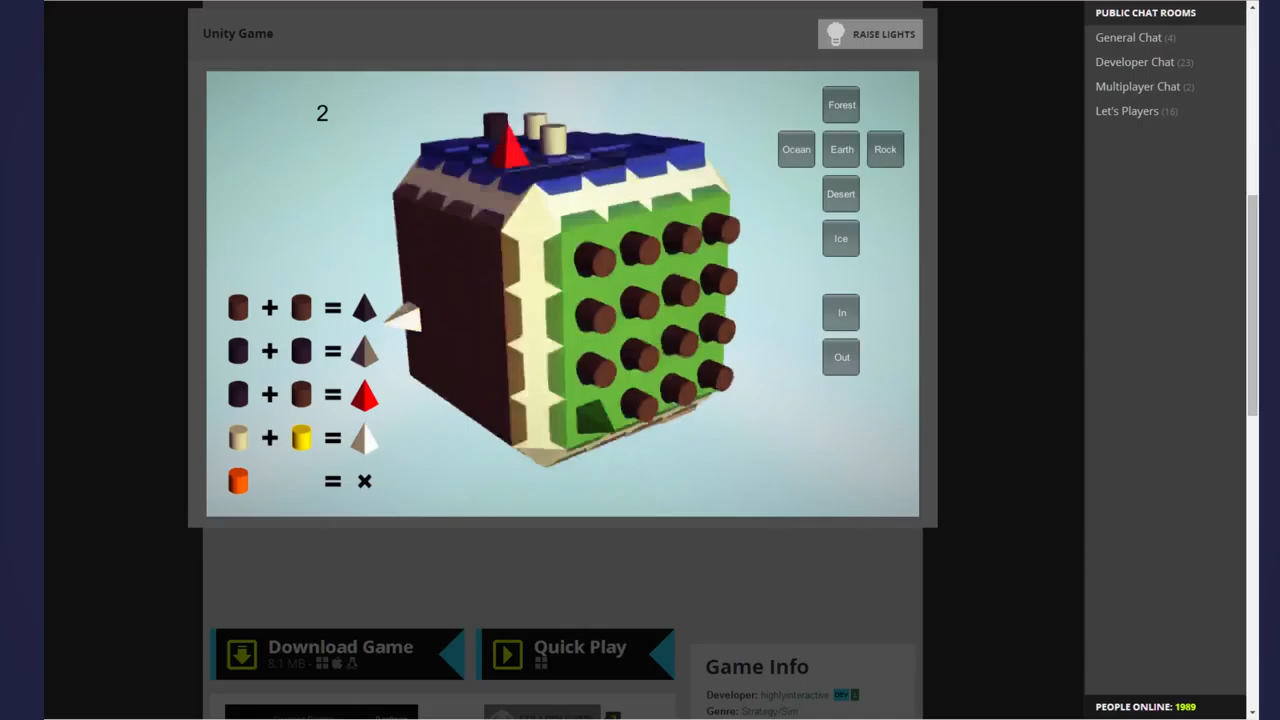 Unity Game
RAISE LIGHTS
2
Forest
Ocean Earth Rock
Desert
Ice
In
Out
+ =
+ =
+ =
+ =
= ×
Download Game
8.1 MB -
Quick Play
Game Info
Developer: highlyinteractive DEV 1
Genre: Strategy/Sim
PUBLIC CHAT ROOMS
General Chat (4)
Developer Chat (23)
Multiplayer Chat (2)
Let's Players (16)
PEOPLE ONLINE: 1989